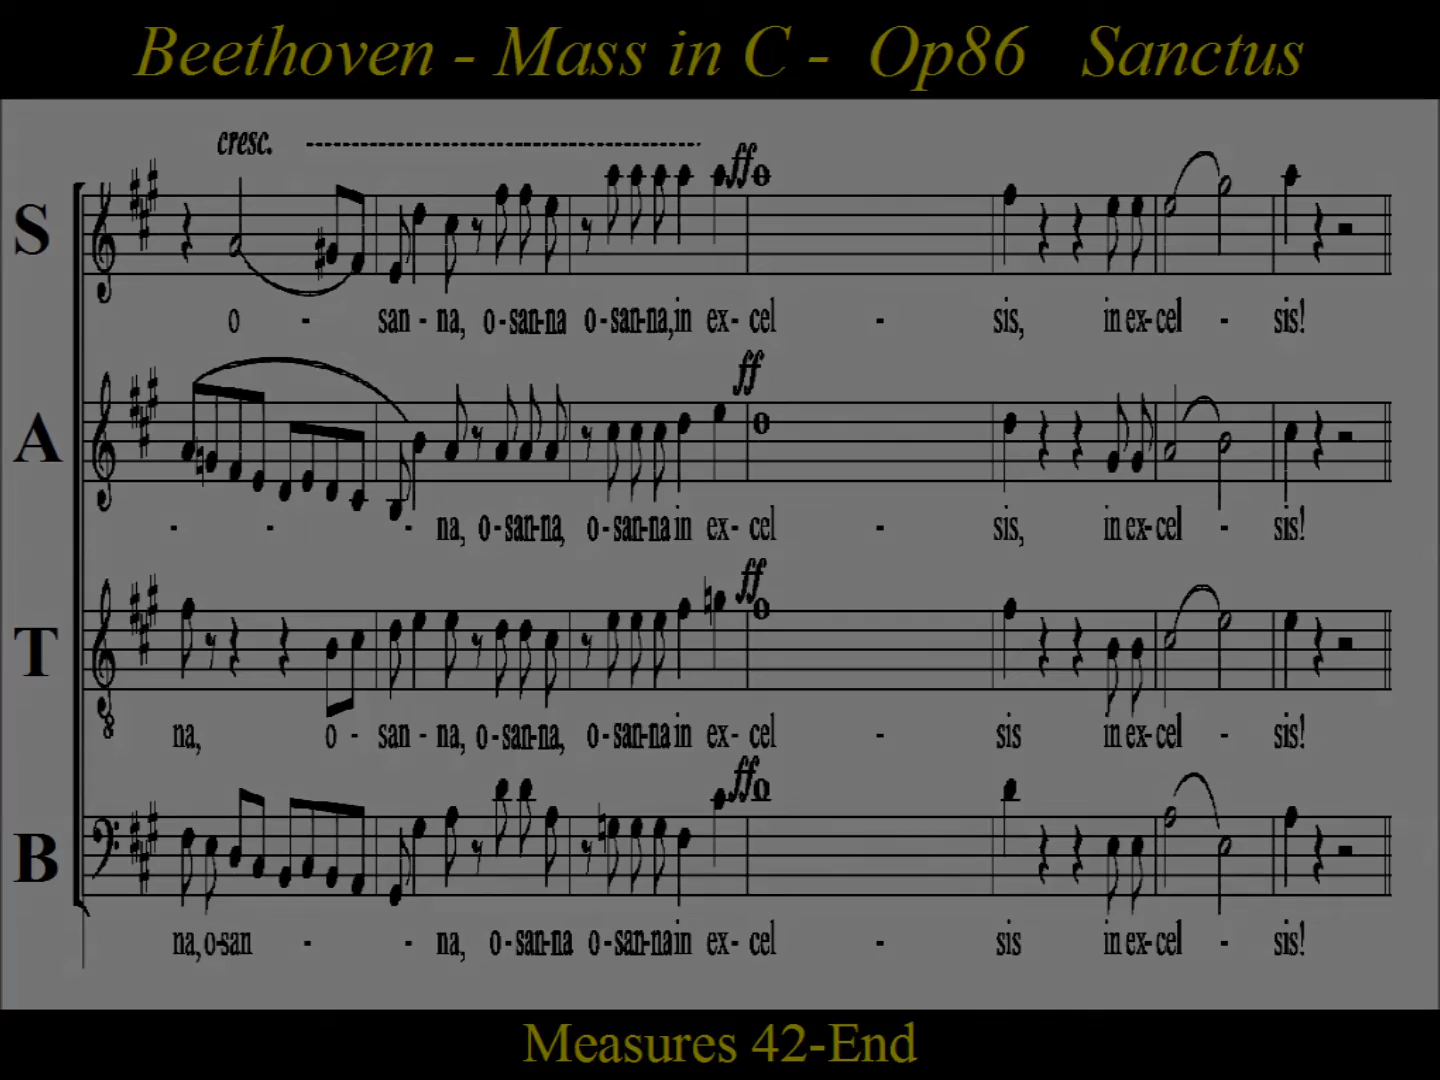 Beethoven - Mass in C - Op86 Sanctus
cresc.
ff
S
o - san - na, o - san-na o - san-na, in ex - cel - sis, in ex - cel - sis!
ff
A
- - - na, o - san-na, o - san-na in ex - cel - sis, in ex - cel - sis!
ff
T
8
na, o - san - na, o - san-na, o - san-na in ex - cel - sis in ex - cel - sis!
ff
B
na, o-san - - na, o - san-na o - san-na in ex - cel - sis in ex - cel - sis!
Measures 42-End